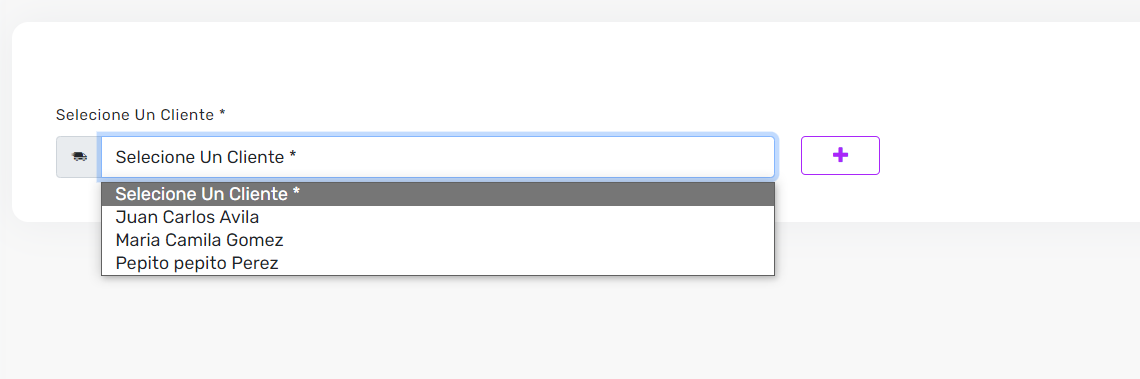 Selecione Un Cliente *
Selecione Un Cliente *
Selecione Un Cliente *
Juan Carlos Avila
Maria Camila Gomez
Pepito pepito Perez